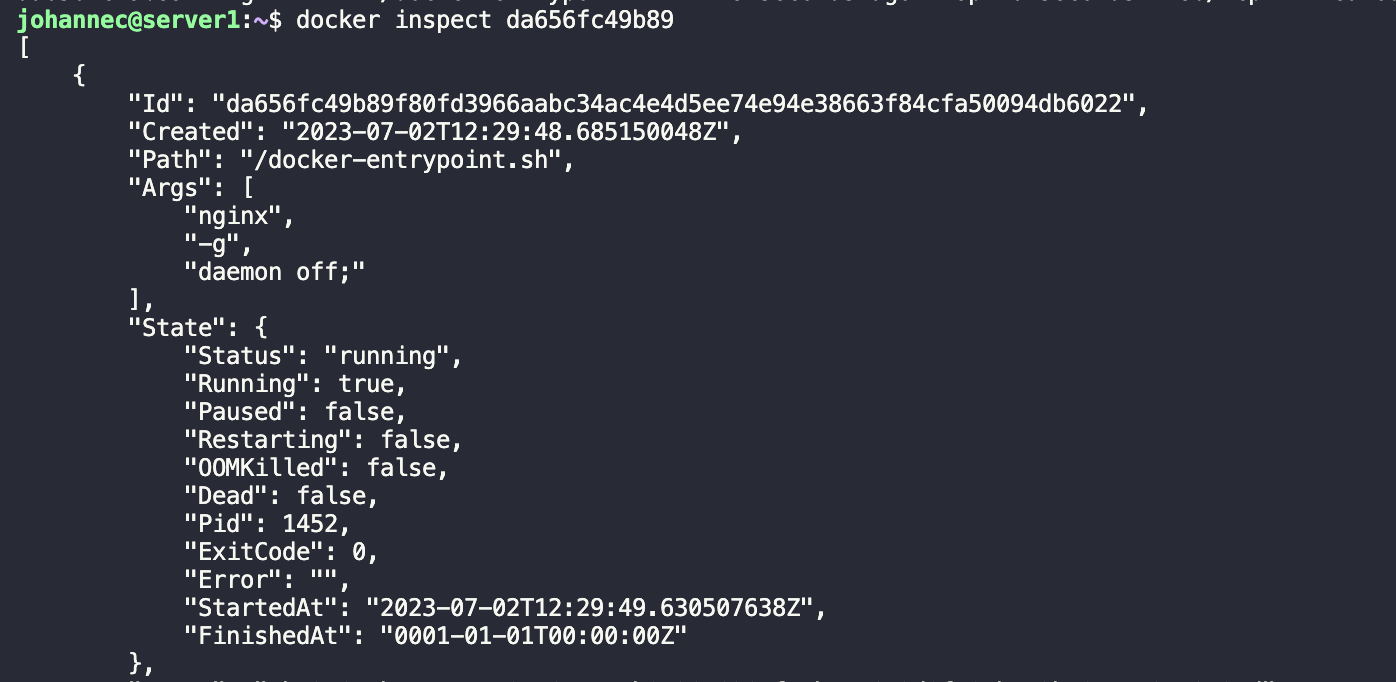 johannec@server1:~$ docker inspect da656fc49b89
[
    {
        "Id": "da656fc49b89f80fd3966aabc34ac4e4d5ee74e94e38663f84cfa50094db6022",
        "Created": "2023-07-02T12:29:48.685150048Z",
        "Path": "/docker-entrypoint.sh",
        "Args": [
            "nginx",
            "-g",
            "daemon off;"
        ],
        "State": {
            "Status": "running",
            "Running": true,
            "Paused": false,
            "Restarting": false,
            "OOMKilled": false,
            "Dead": false,
            "Pid": 1452,
            "ExitCode": 0,
            "Error": "",
            "StartedAt": "2023-07-02T12:29:49.630507638Z",
            "FinishedAt": "0001-01-01T00:00:00Z"
        },